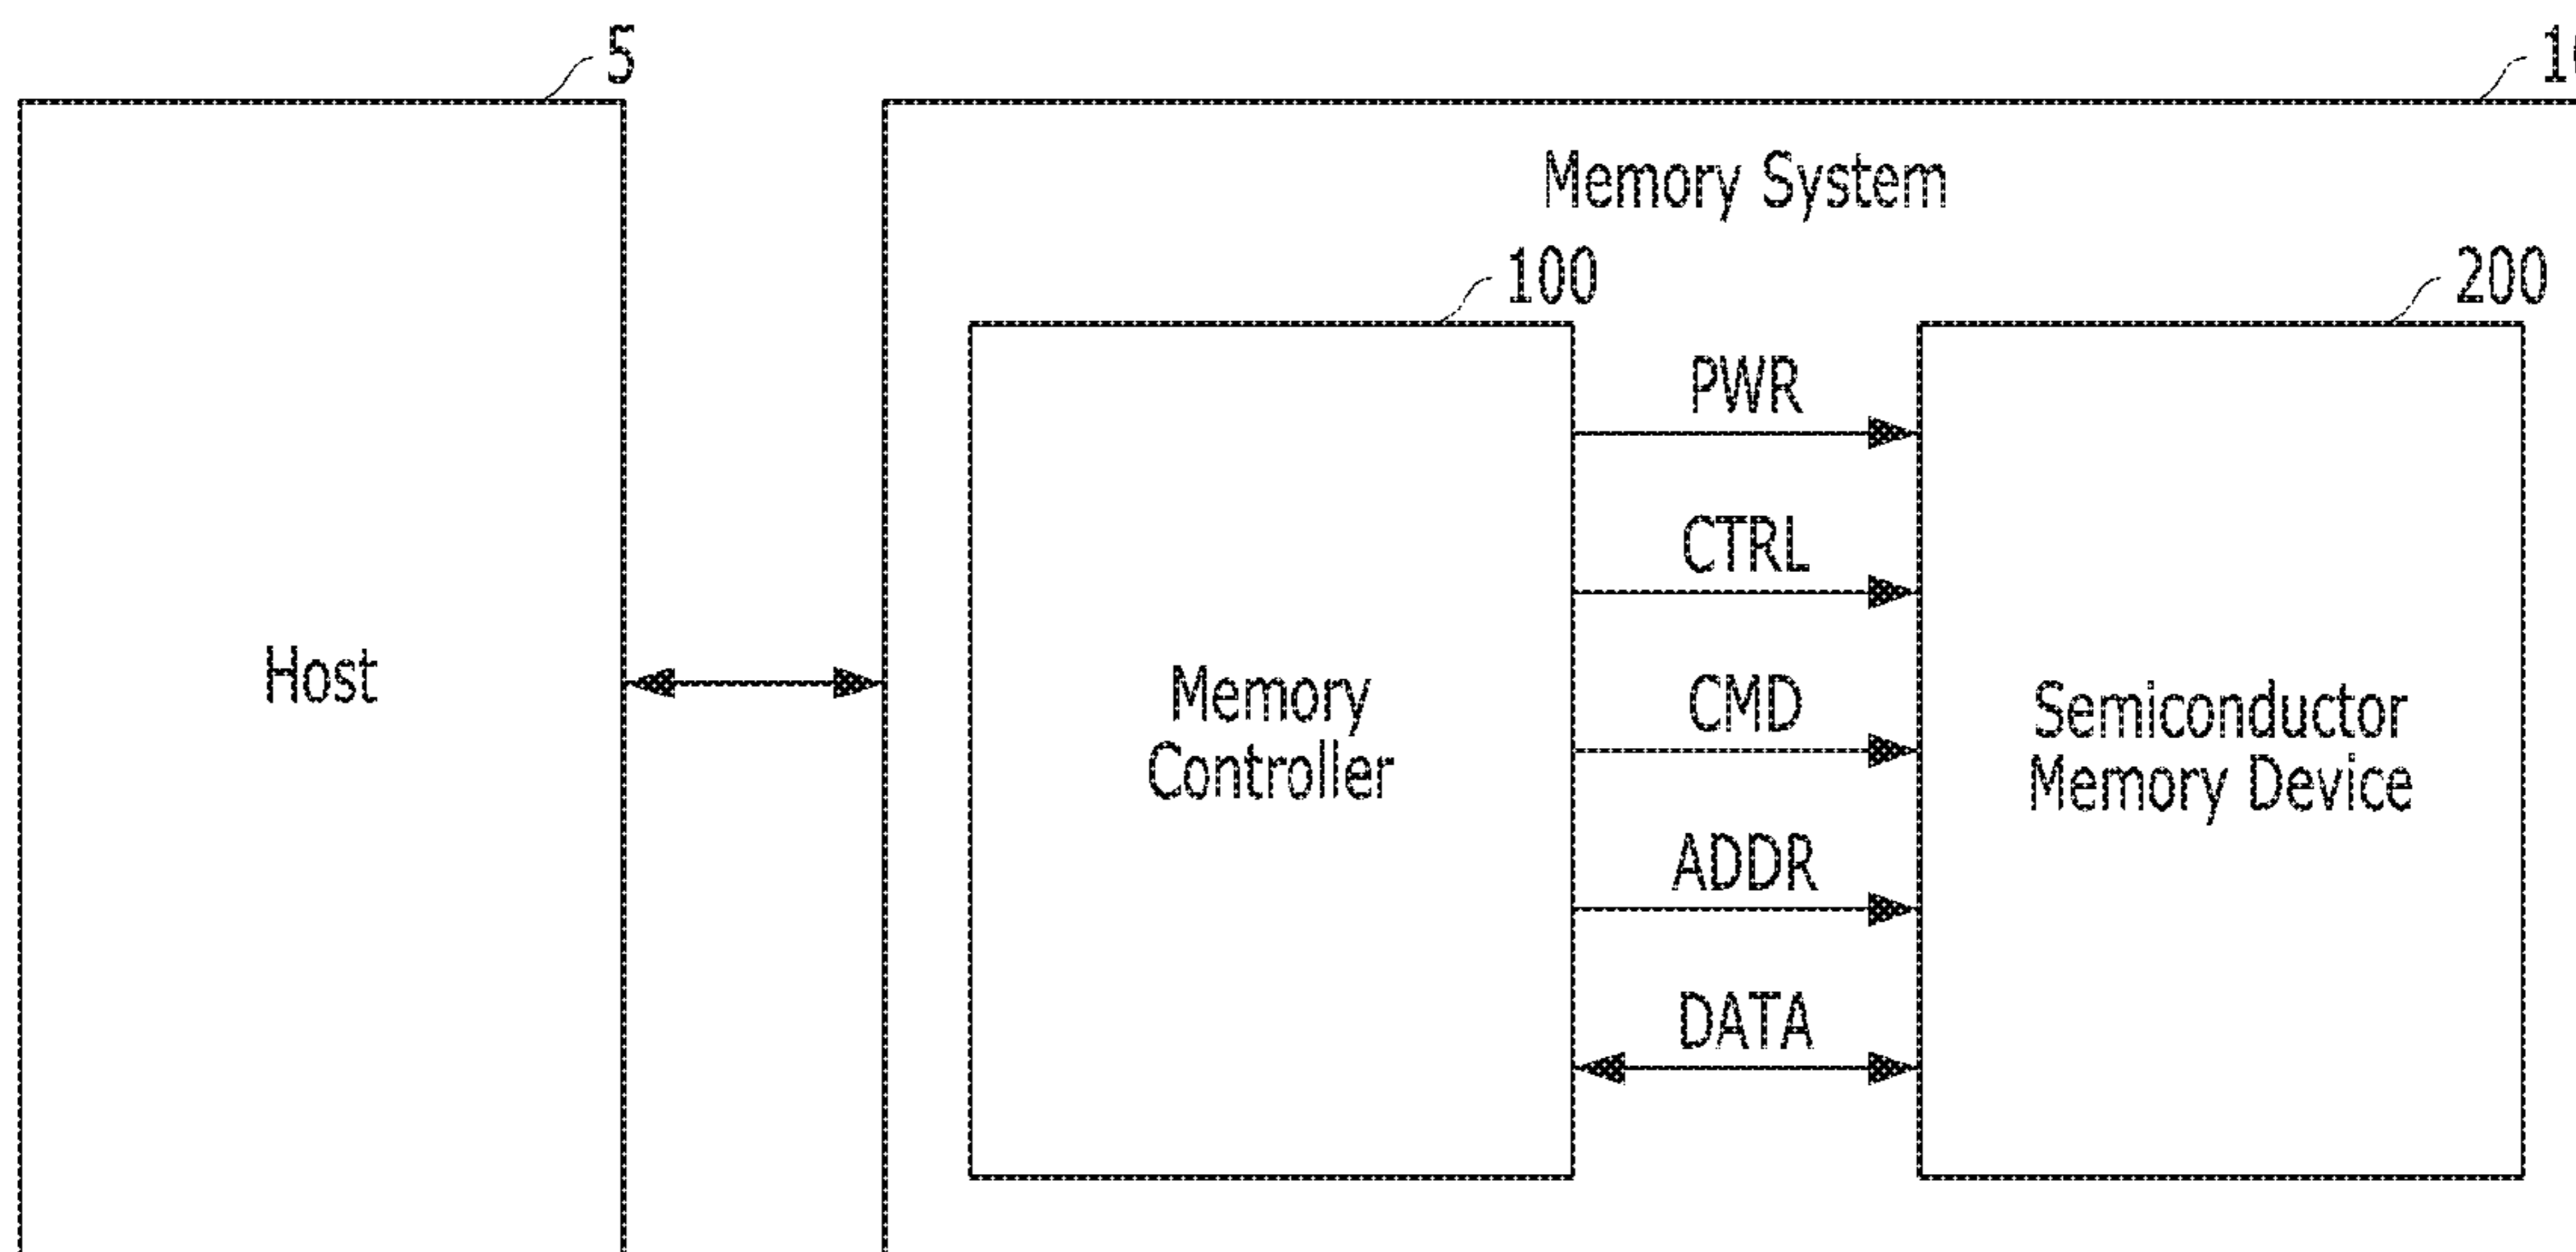 5
Memory System
100
200
PWR
CTRL
Host
Memory
Controller
CMD
Semiconductor
Memory Device
ADDR
DATA